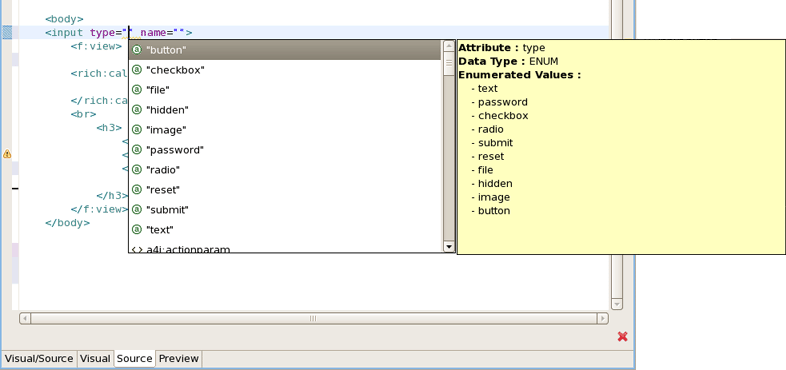 <body>
<input type="" name="">
<f:view>
<rich:cal
</rich:ca
<br>
<h3>
<
<
<
</h3>
</f:view>
</body>
"button"
"checkbox"
"file"
"hidden"
"image"
"password"
"radio"
"reset"
"submit"
"text"
<> a4j:actionparam
Attribute : type
Data Type : ENUM
Enumerated Values :
- text
- password
- checkbox
- radio
- submit
- reset
- file
- hidden
- image
- button
Visual/Source Visual Source Preview